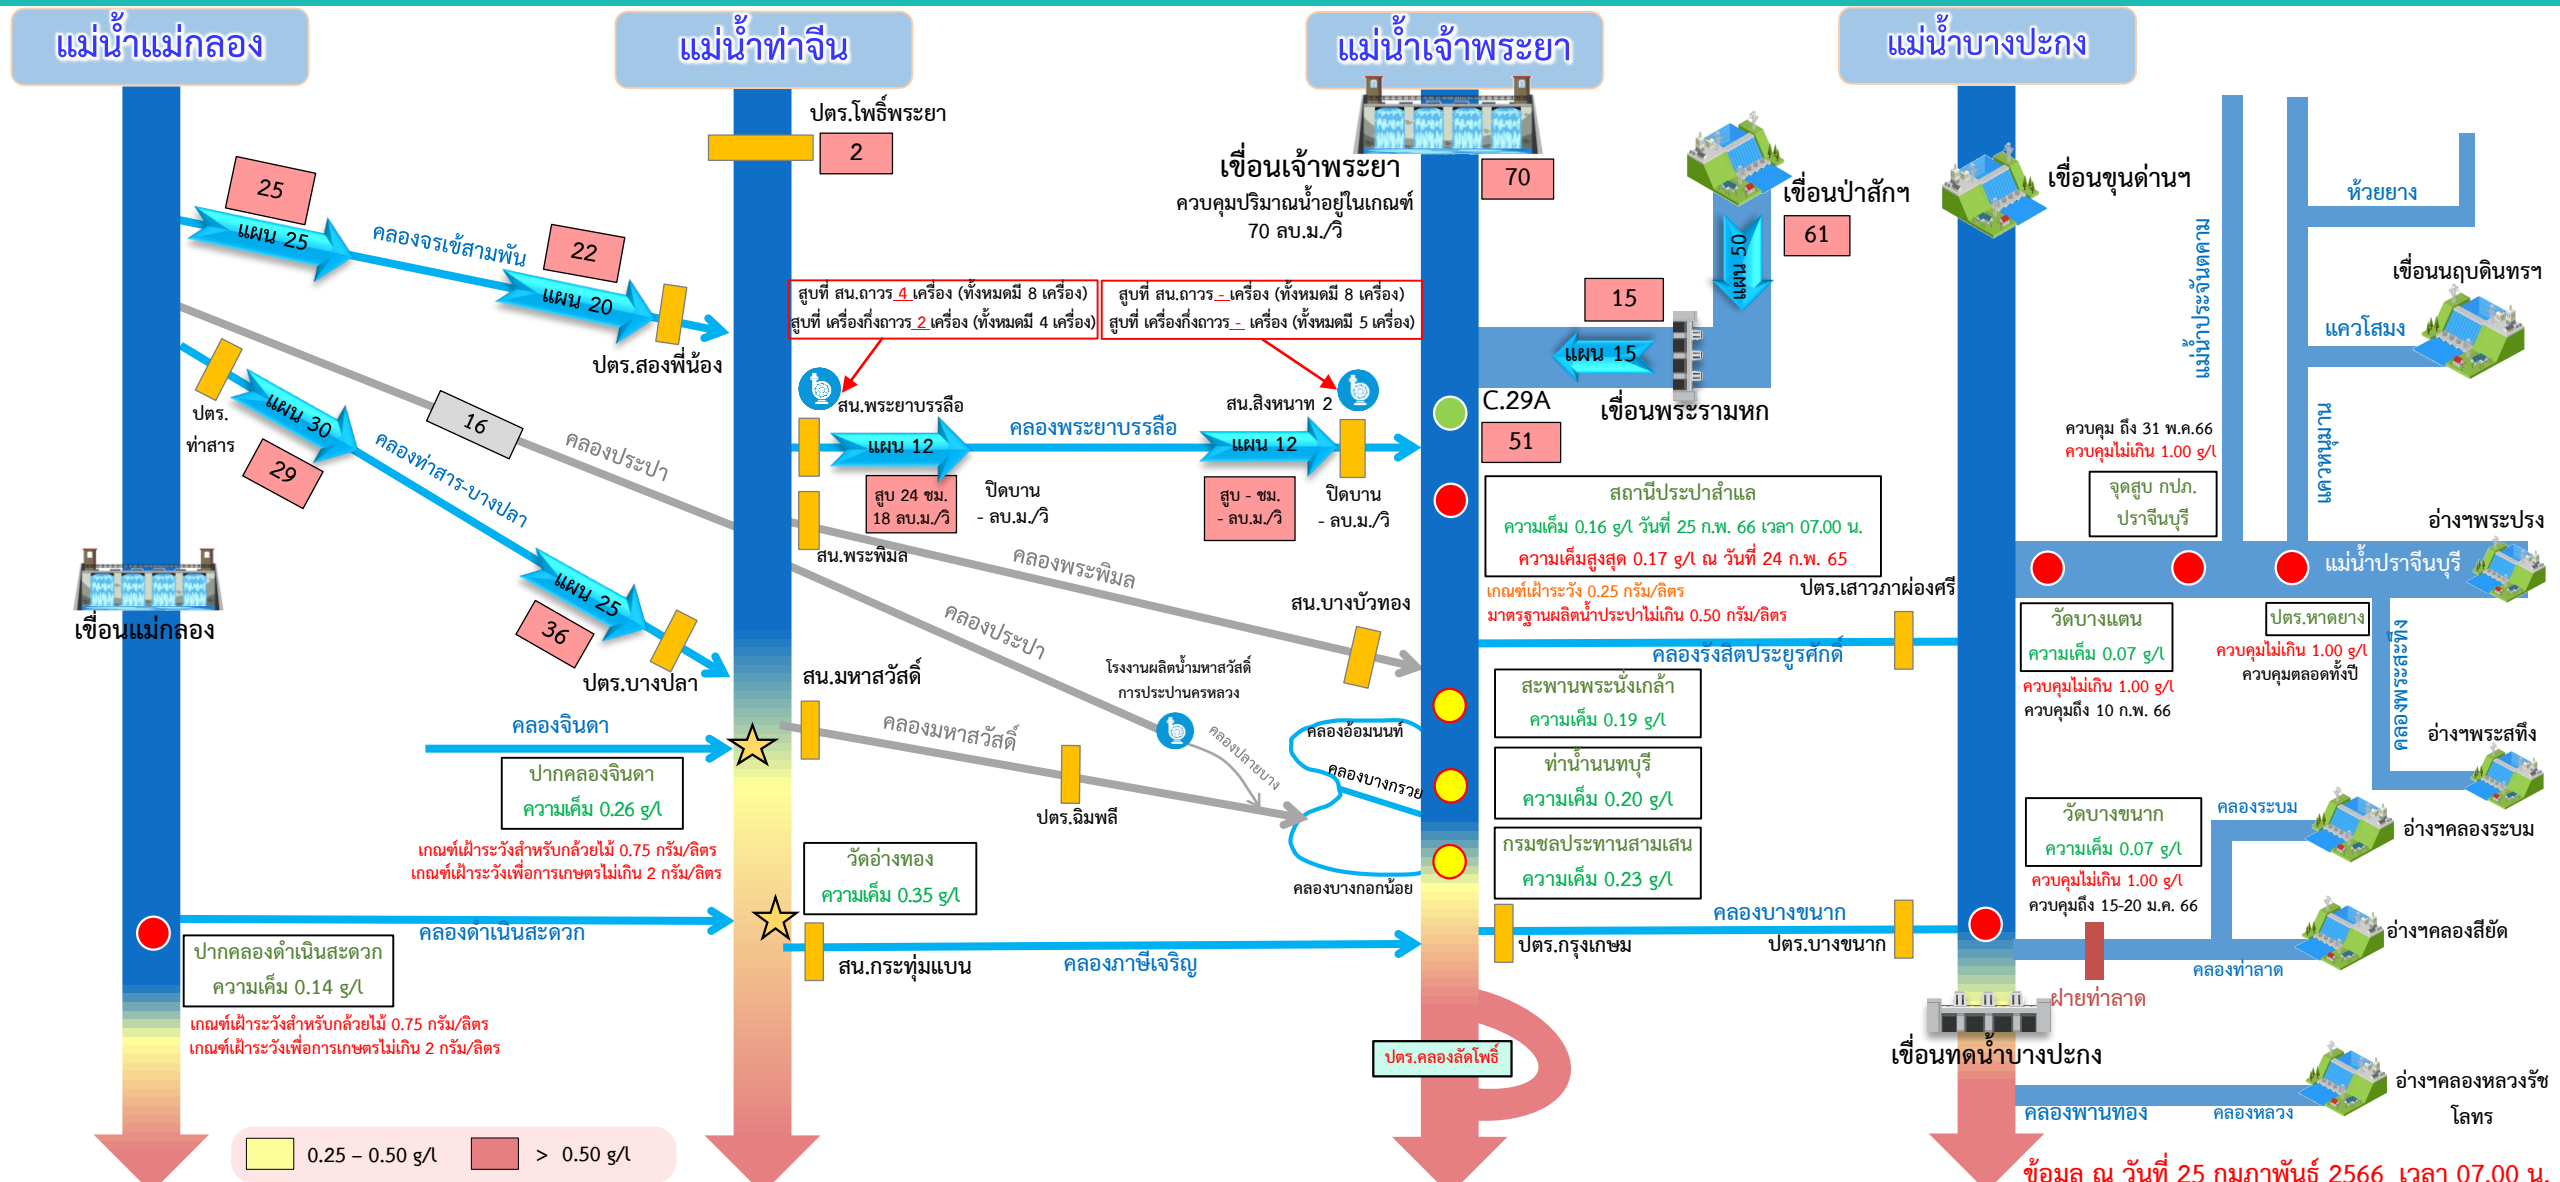 แม่น้ำแม่กลอง
แม่น้ำท่าจีน
แม่น้ำเจ้าพระยา
แม่น้ำบางปะกง
ปตร.โพธิ์พระยา
2
เขื่อนเจ้าพระยา
ควบคุมปริมาณน้ำอยู่ในเกณฑ์
70 ลบ.ม./วิ
70
เขื่อนป่าสักฯ
61
แผน 50
เขื่อนขุนด่านฯ
ห้วยยาง
แม่น้ำประจันตคาม
เขื่อนนฤบดินทรฯ
แควโสมง
แควหนุมาน
25
แผน 25
คลองจรเข้สามพัน
22
แผน 20
ปตร.สองพี่น้อง
สูบที่ สน.ถาวร 4 เครื่อง (ทั้งหมดมี 8 เครื่อง)
สูบที่ เครื่องกึ่งถาวร 2 เครื่อง (ทั้งหมดมี 4 เครื่อง)
สูบที่ สน.ถาวร - เครื่อง (ทั้งหมดมี 8 เครื่อง)
สูบที่ เครื่องกึ่งถาวร - เครื่อง (ทั้งหมดมี 5 เครื่อง)
15
แผน 15
เขื่อนพระรามหก
ปตร.
ท่าสาร
แผน 30
29
คลองท่าสาร-บางปลา
16
คลองประปา
แผน 25
36
ปตร.บางปลา
สน.พระยาบรรลือ
แผน 12
คลองพระยาบรรลือ
สน.สิงหนาท 2
แผน 12
สูบ 24 ชม.
18 ลบ.ม./วิ
ปิดบาน
- ลบ.ม./วิ
สูบ - ชม.
- ลบ.ม./วิ
ปิดบาน
- ลบ.ม./วิ
C.29A
51
สถานีประปาสำแล
ความเค็ม 0.16 g/l วันที่ 25 ก.พ. 66 เวลา 07.00 น.
ความเค็มสูงสุด 0.17 g/l ณ วันที่ 24 ก.พ. 65
เกณฑ์เฝ้าระวัง 0.25 กรัม/ลิตร
มาตรฐานผลิตน้ำประปาไม่เกิน 0.50 กรัม/ลิตร
ปตร.เสาวภาผ่องศรี
คลองรังสิตประยูรศักดิ์
ควบคุม ถึง 31 พ.ค.66
ควบคุมไม่เกิน 1.00 g/l
จุดสูบ กปภ.
ปราจีนบุรี
อ่างฯพระปรง
แม่น้ำปราจีนบุรี
วัดบางแตน
ความเค็ม 0.07 g/l
ควบคุมไม่เกิน 1.00 g/l
ควบคุมถึง 10 ก.พ. 66
ปตร.หาดยาง
ควบคุมไม่เกิน 1.00 g/l
ควบคุมตลอดทั้งปี
คลองพระสะทึง
อ่างฯพระสทึง
เขื่อนแม่กลอง
สน.พระพิมล
คลองพระพิมล
สน.บางบัวทอง
คลองประปา
โรงงานผลิตน้ำมหาสวัสดิ์
การประปานครหลวง
คลองปลายบาง
สน.มหาสวัสดิ์
คลองมหาสวัสดิ์
ปตร.ฉิมพลี
คลองอ้อมนนท์
คลองบางกรวย
คลองบางกอกน้อย
สะพานพระนั่งเกล้า
ความเค็ม 0.19 g/l
ท่าน้ำนนทบุรี
ความเค็ม 0.20 g/l
กรมชลประทานสามเสน
ความเค็ม 0.23 g/l
คลองจินดา
ปากคลองจินดา
ความเค็ม 0.26 g/l
เกณฑ์เฝ้าระวังสำหรับกล้วยไม้ 0.75 กรัม/ลิตร
เกณฑ์เฝ้าระวังเพื่อการเกษตรไม่เกิน 2 กรัม/ลิตร
วัดอ่างทอง
ความเค็ม 0.35 g/l
คลองดำเนินสะดวก
ปากคลองดำเนินสะดวก
ความเค็ม 0.14 g/l
เกณฑ์เฝ้าระวังสำหรับกล้วยไม้ 0.75 กรัม/ลิตร
เกณฑ์เฝ้าระวังเพื่อการเกษตรไม่เกิน 2 กรัม/ลิตร
สน.กระทุ่มแบน
คลองภาษีเจริญ
ปตร.กรุงเกษม
คลองบางขนาก
ปตร.บางขนาก
วัดบางขนาก
ความเค็ม 0.07 g/l
ควบคุมไม่เกิน 1.00 g/l
ควบคุมถึง 15-20 ม.ค. 66
คลองระบม
อ่างฯคลองระบม
อ่างฯคลองสียัด
คลองท่าลาด
ฝายท่าลาด
เขื่อนทดน้ำบางปะกง
ปตร.คลองลัดโพธิ์
อ่างฯคลองหลวงรัช
โลทร
คลองพานทอง
คลองหลวง
0.25 – 0.50 g/l
> 0.50 g/l
ข้อมูล ณ วันที่ 25 กุมภาพันธ์ 2566 เวลา 07.00 น.